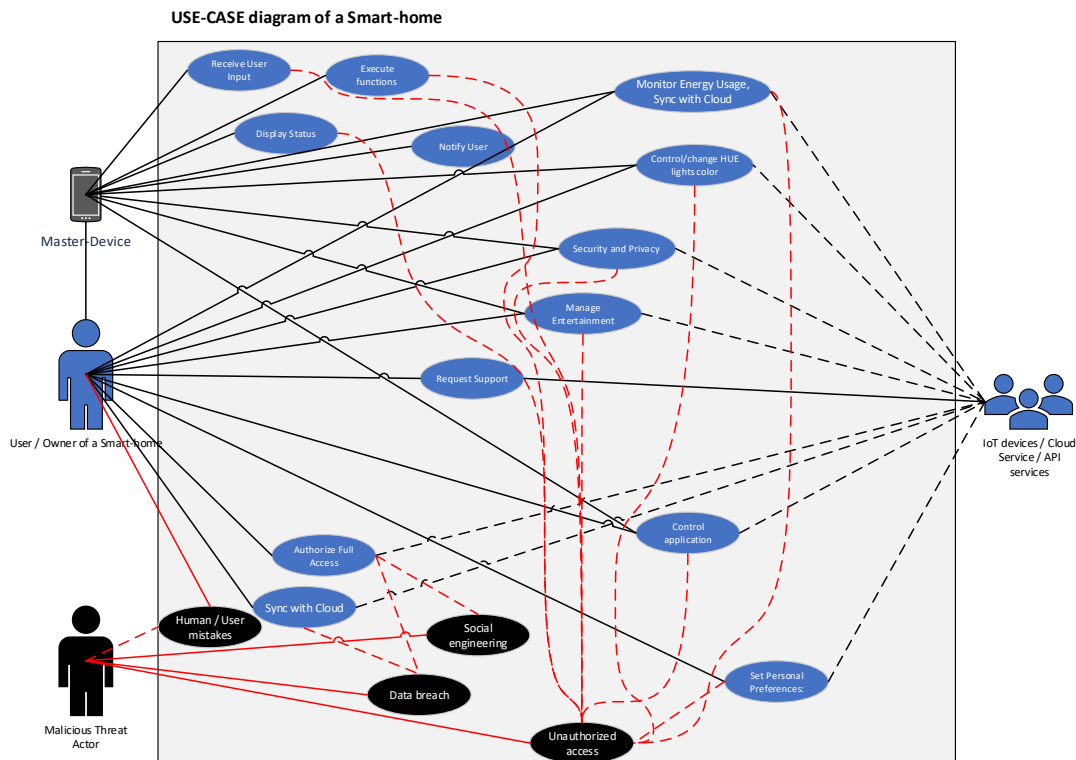 USE-CASE diagram of a Smart-home
Receive User
Input
Execute
functions
Monitor Energy Usage,
Sync with Cloud
Display Status
Notify User
Control/change HUE
lights color
Master-Device
Security and Privacy
Manage
Entertainment
Request Support
User / Owner of a Smart-home
IoT devices / Cloud
Service / API
services
Control
application
Authorize Full
Access
Sync with Cloud
Human / User
mistakes
Social
engineering
Data breach
Set Personal
Preferences:
Malicious Threat
Actor
Unauthorized
access